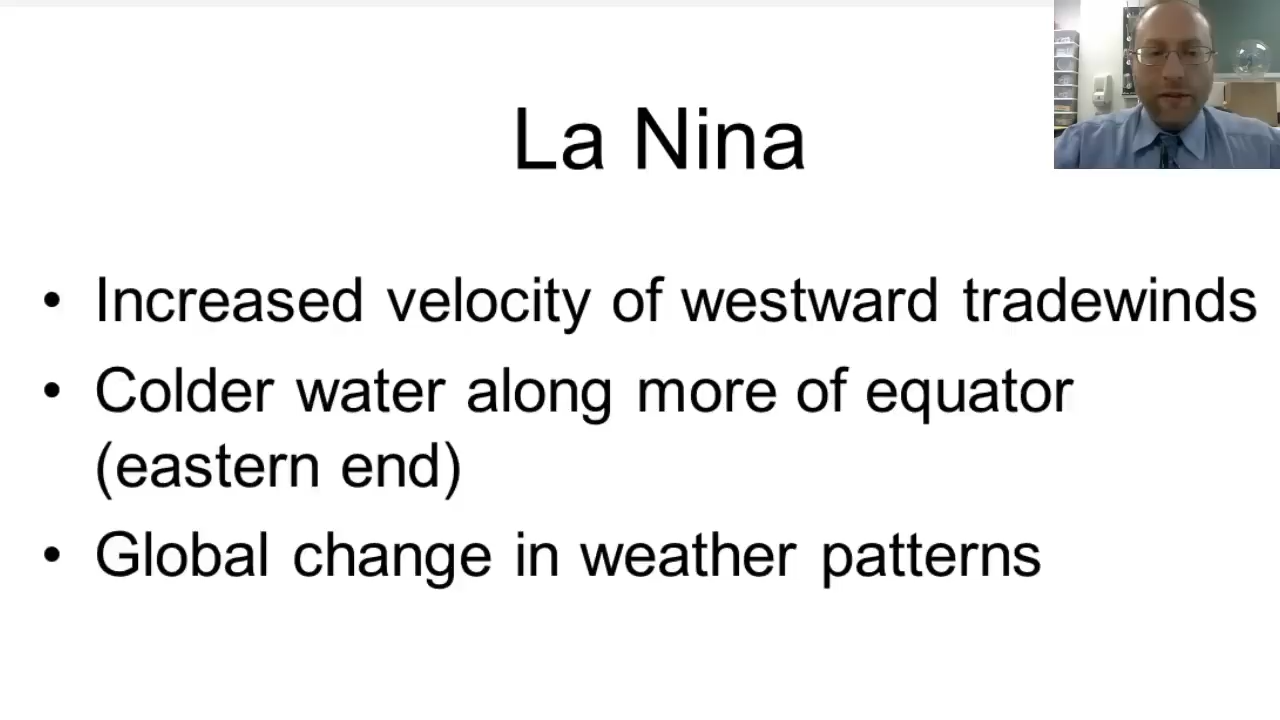 La Nina
• Increased velocity of westward tradewinds
• Colder water along more of equator
(eastern end)
• Global change in weather patterns